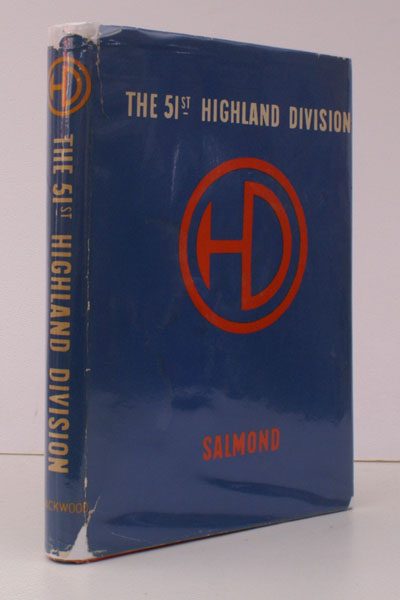 THE 51ST HIGHLAND DIVISION
HD
SALMOND
HD
THE 51ST HIGHLAND DIVISION